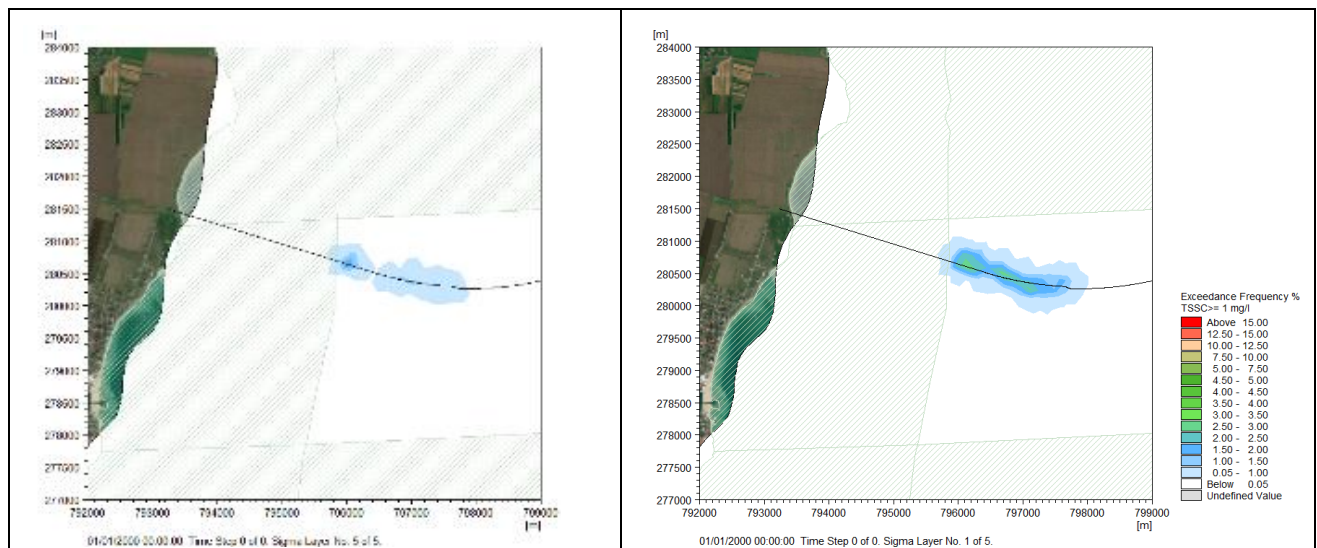 [m]
284000
283500
283000
282500
282000
281500
281000
280500
280000
279500
279000
278500
278000
277500
277000
792000 793000 794000 795000 796000 797000 798000 799000
[m]
01/01/2000 00:00:00 Time Step 0 of 0. Sigma Layer No. 5 of 5.
[m]
284000
283500
283000
282500
282000
281500
281000
280500
280000
279500
279000
278500
278000
277500
277000
792000 793000 794000 795000 796000 797000 798000 799000
[m]
01/01/2000 00:00:00 Time Step 0 of 0. Sigma Layer No. 1 of 5.
Exceedance Frequency %
TSSC>= 1 mg/l
Above 15.00
12.50 - 15.00
10.00 - 12.50
7.50 - 10.00
5.00 - 7.50
4.50 - 5.00
4.00 - 4.50
3.50 - 4.00
3.00 - 3.50
2.50 - 3.00
2.00 - 2.50
1.50 - 2.00
1.00 - 1.50
0.05 - 1.00
Below 0.05
Undefined Value